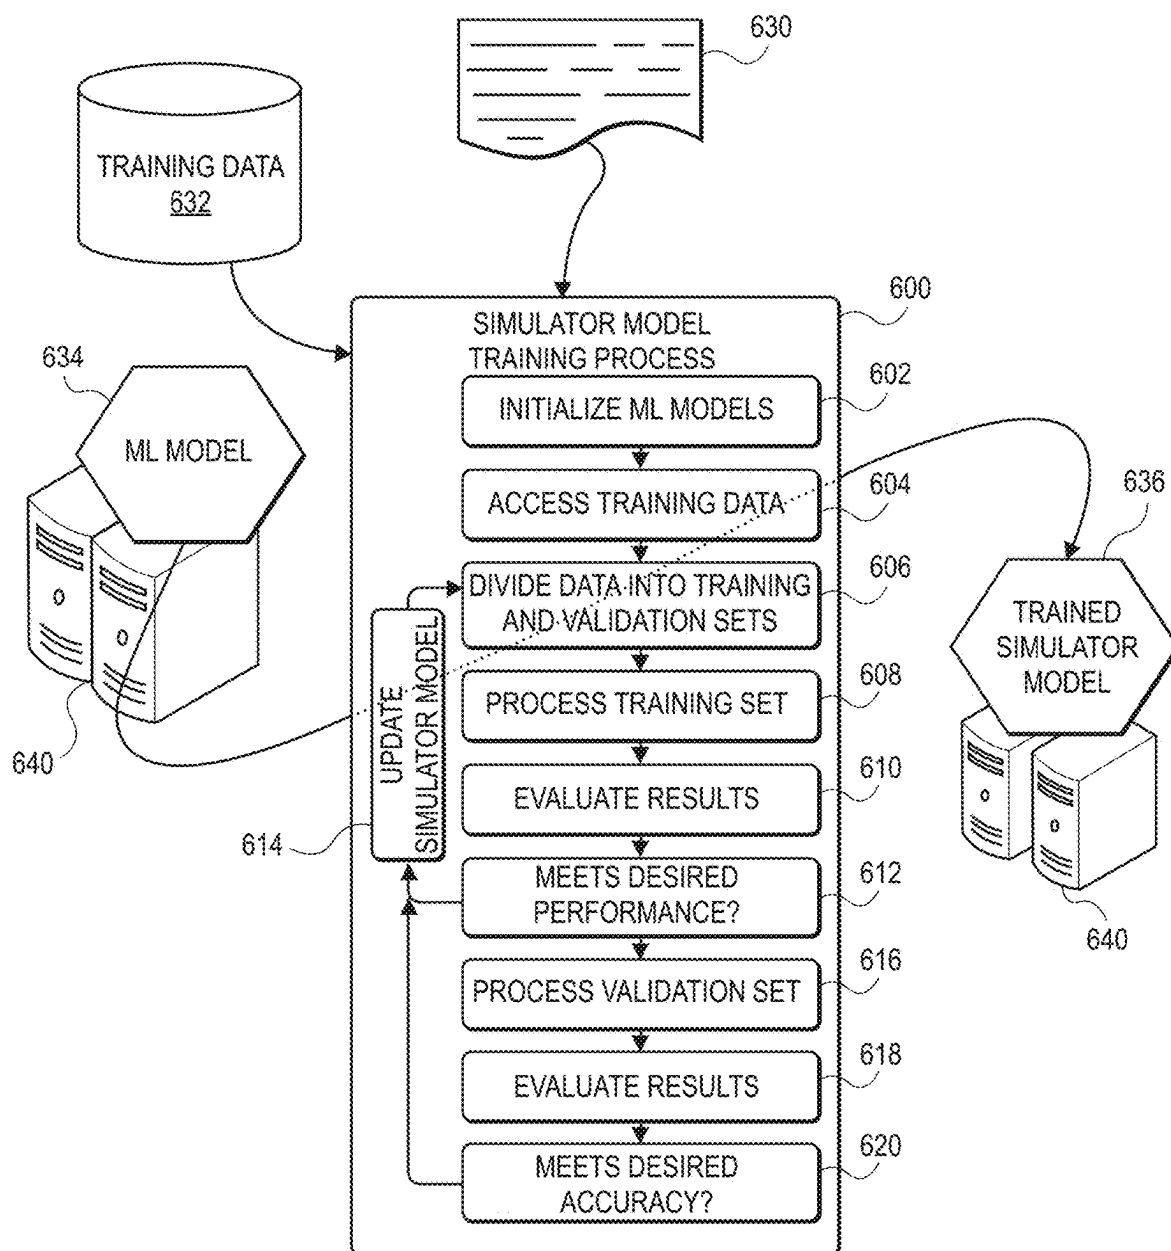 630
TRAINING DATA
632
600
SIMULATOR MODEL
TRAINING PROCESS
634
602
INITIALIZE ML MODELS
ML MODEL
604
ACCESS TRAINING DATA
636
606
DIVIDE DATA INTO TRAINING
AND VALIDATION SETS
TRAINED
SIMULATOR
MODEL
UPDATE
SIMULATOR MODEL
608
PROCESS TRAINING SET
640
610
EVALUATE RESULTS
614
612
MEETS DESIRED
PERFORMANCE?
640
616
PROCESS VALIDATION SET
618
EVALUATE RESULTS
620
MEETS DESIRED
ACCURACY?